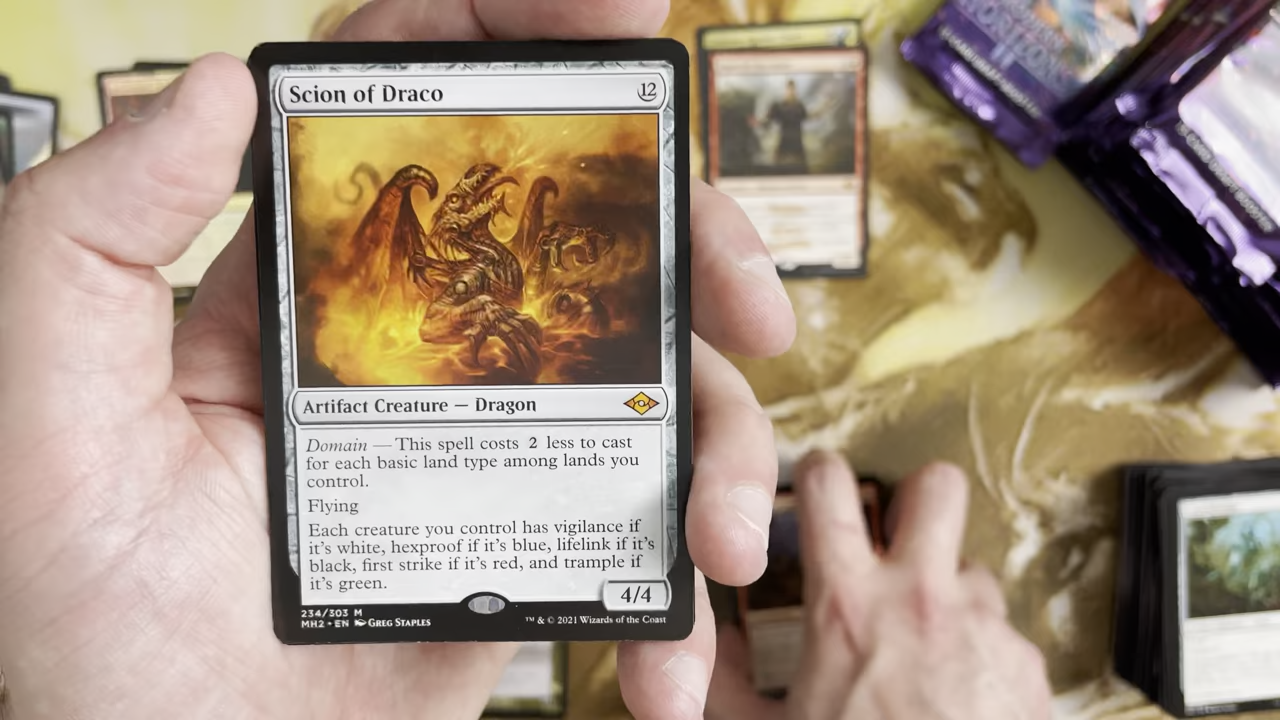 Scion of Draco 12
Artifact Creature — Dragon
Domain — This spell costs 2 less to cast
for each basic land type among lands you
control.
Flying
Each creature you control has vigilance if
it's white, hexproof if it's blue, lifelink if it's
black, first strike if it's red, and trample if
it's green.
4/4
234/303 M
MH2 • EN Greg Staples
™ & © 2021 Wizards of the Coast